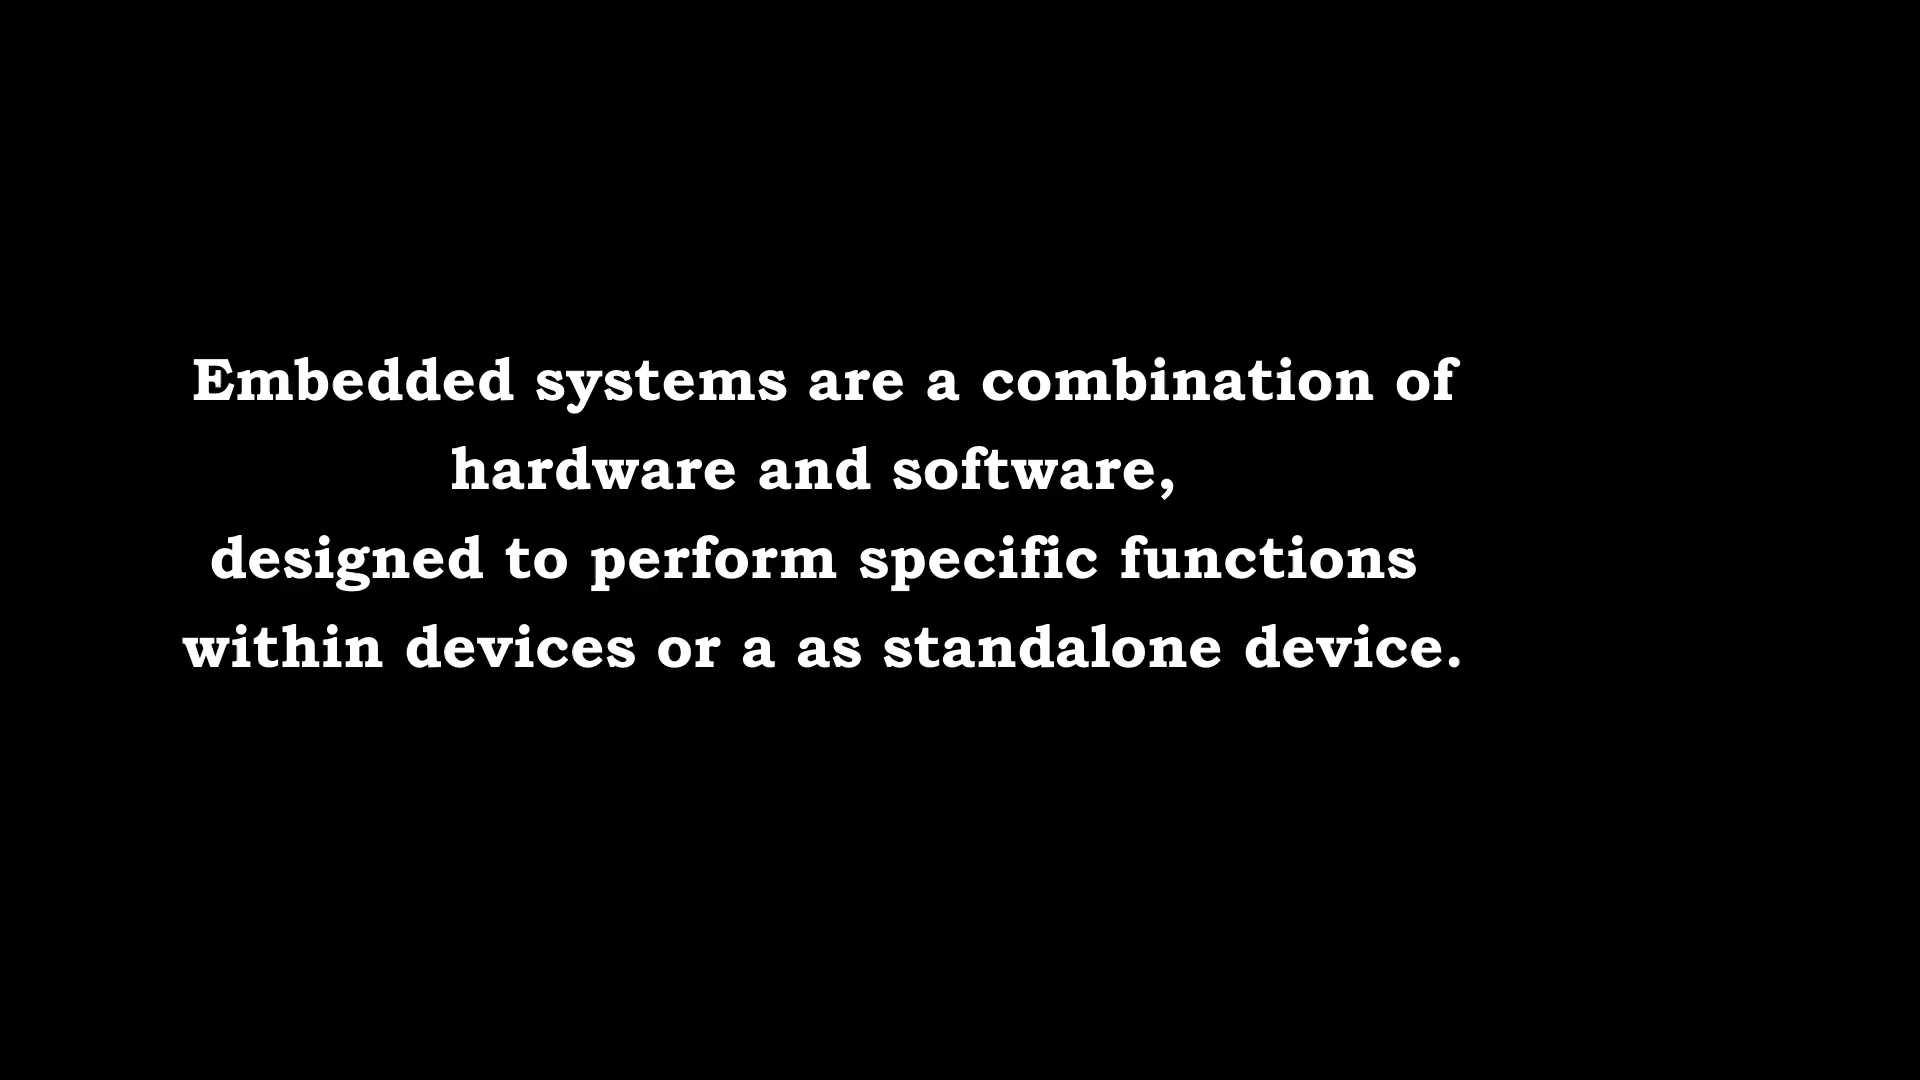 Embedded systems are a combination of
hardware and software,
designed to perform specific functions
within devices or a as standalone device.